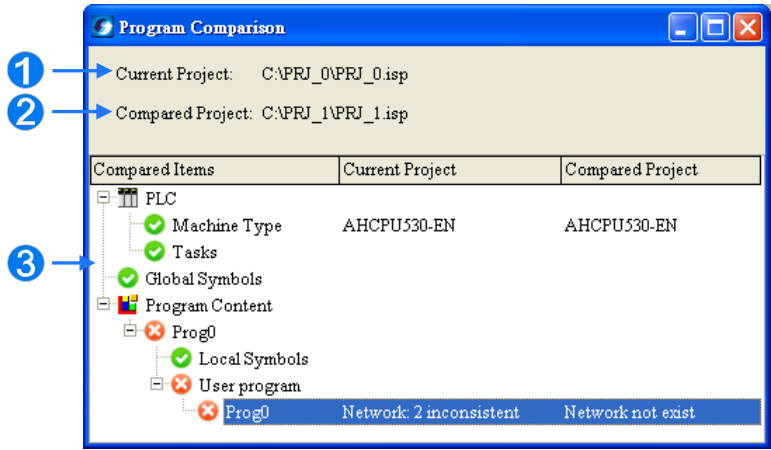 Program Comparison
1 Current Project: C:\PRJ_0\PRJ_0.isp
2 Compared Project: C:\PRJ_1\PRJ_1.isp
Compared Items Current Project Compared Project
PLC
Machine Type AHCPU530-EN AHCPU530-EN
Tasks
3
Global Symbols
Program Content
Prog0
Local Symbols
User program
Prog0 Network: 2 inconsistent Network not exist